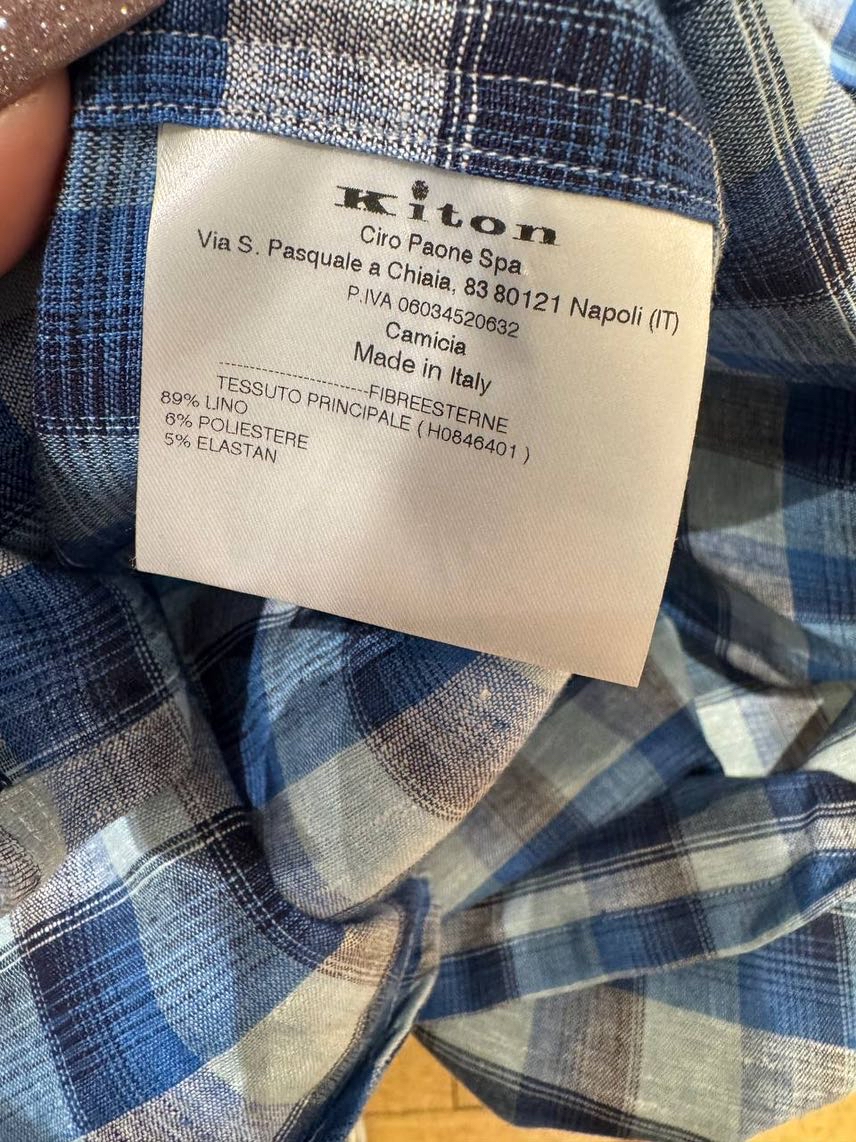 Kiton
Ciro Paone Spa
Via S. Pasquale a Chiaia, 83 80121 Napoli (IT)
P.IVA 06034520632
Camicia
Made in Italy
----------------------------FIBREESTERNE
TESSUTO PRINCIPALE ( H0846401 )
89% LINO
6% POLIESTERE
5% ELASTAN